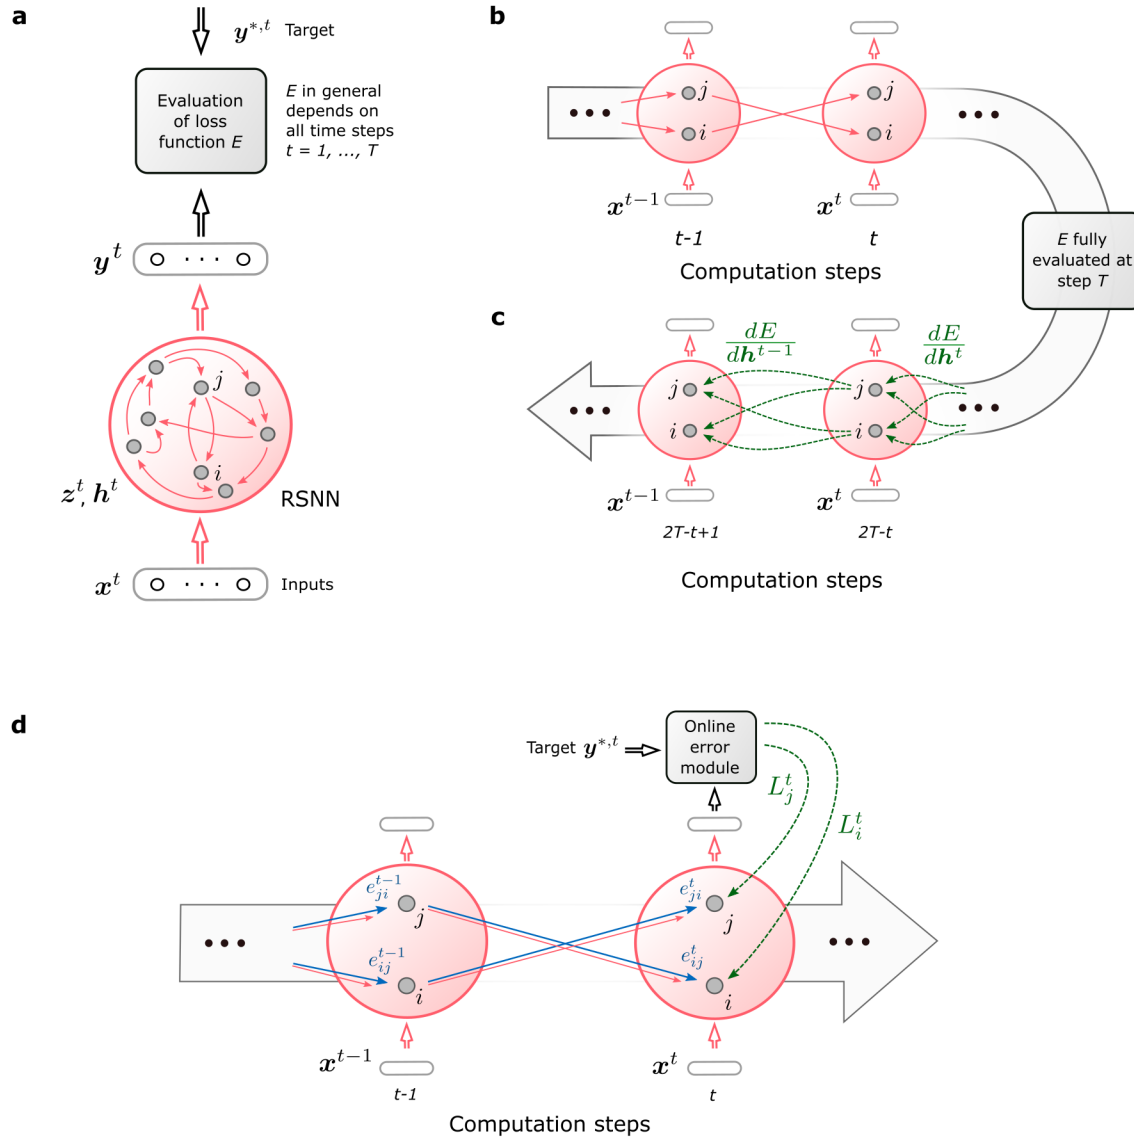 a
y^{*,t} Target
Evaluation
of loss
function E
E in general
depends on
all time steps
t = 1, ..., T
y^t
. . .
j
i
z^t, h^t
RSNN
x^t
. . .
Inputs
b
j
i
j
i
x^{t-1}
x^t
t-1
t
Computation steps
E fully
evaluated at
step T
c
dE
dh^{t-1}
dE
dh^t
j
i
j
i
x^{t-1}
x^t
2T-t+1
2T-t
Computation steps
d
Target y^{*,t}
Online
error
module
L_j^t
L_i^t
e_{ji}^{t-1}
j
e_{ij}^{t-1}
i
e_{ji}^t
j
e_{ij}^t
i
x^{t-1}
x^t
t-1
t
Computation steps